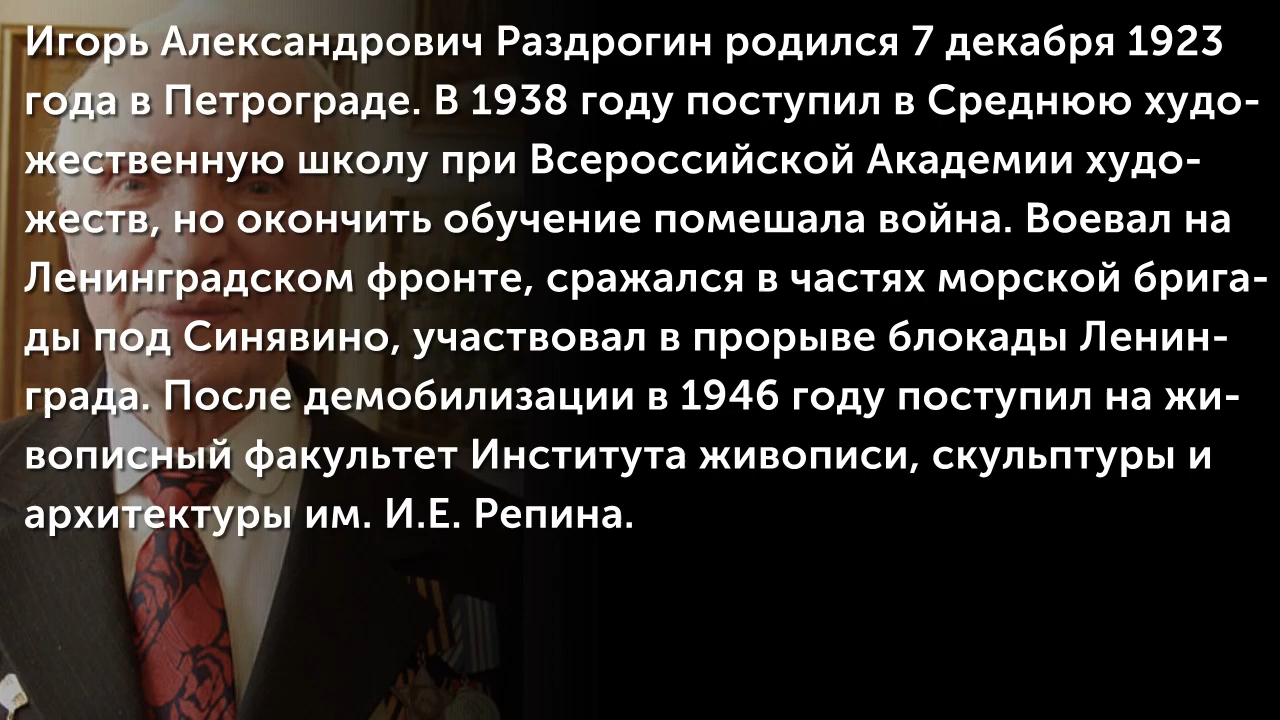 Игорь Александрович Раздрогин родился 7 декабря 1923
года в Петрограде. В 1938 году поступил в Среднюю худо-
жественную школу при Всероссийской Академии худо-
жеств, но окончить обучение помешала война. Воевал на
Ленинградском фронте, сражался в частях морской брига-
ды под Синявино, участвовал в прорыве блокады Ленин-
града. После демобилизации в 1946 году поступил на жи-
вописный факультет Института живописи, скульптуры и
архитектуры им. И.Е. Репина.